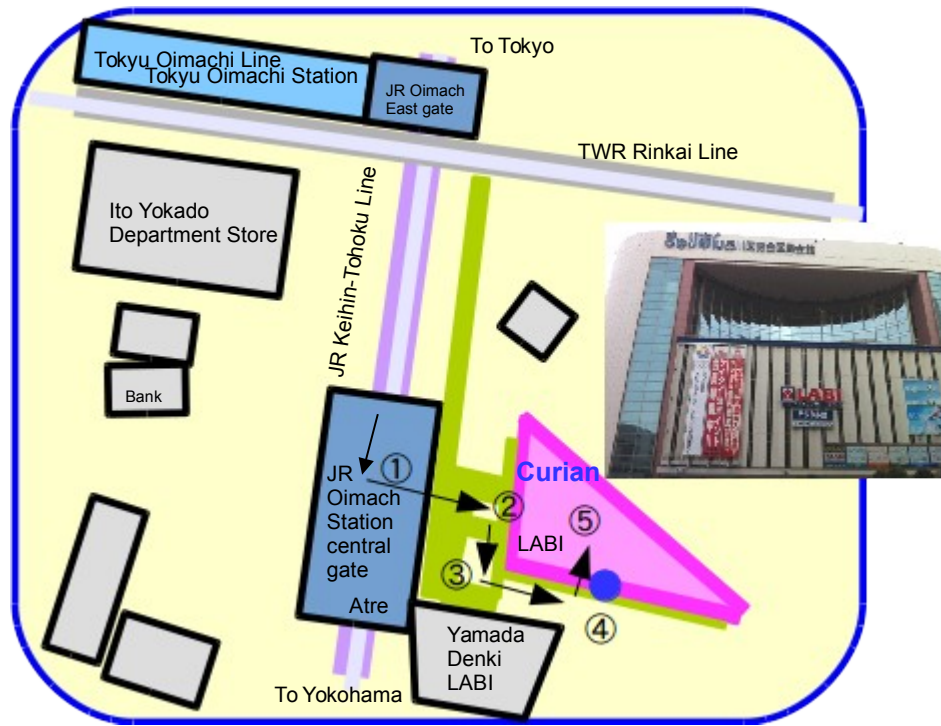 To Tokyo
Tokyu Oimachi Line
Tokyu Oimachi Station
JR Oimach
East gate
TWR Rinkai Line
Ito Yokado
Department Store
JR Keihin-Tohoku Line
Bank
LABI
Curian
①
②
⑤
JR
Oimach
Station
central
gate
LABI
③
④
Atre
Yamada
Denki
LABI
To Yokohama